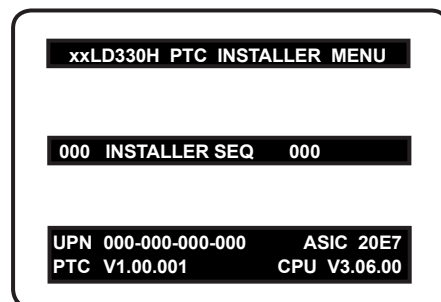 xxLD330H PTC INSTALLER MENU
000 INSTALLER SEQ 000
UPN 000-000-000-000 ASIC 20E7
PTC V1.00.001 CPU V3.06.00